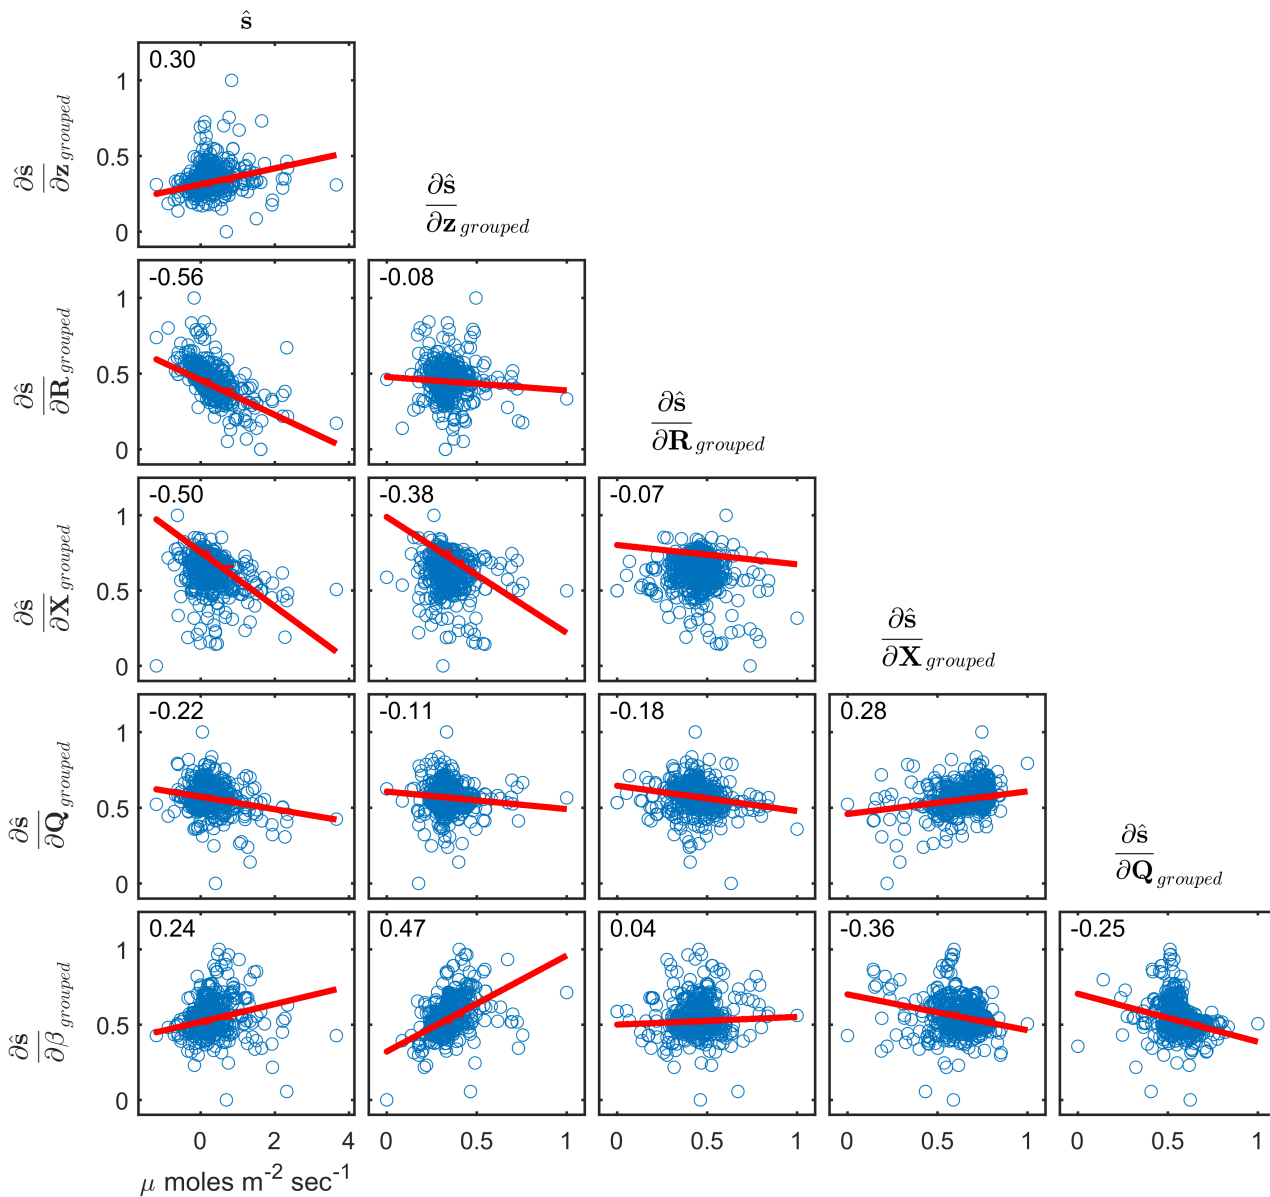 ŝ
0.30
1
0.5
0
∂ŝ/∂z grouped
∂ŝ/∂z grouped
-0.56
-0.08
1
0.5
0
∂ŝ/∂R grouped
∂ŝ/∂R grouped
-0.50
-0.38
-0.07
1
0.5
0
∂ŝ/∂X grouped
∂ŝ/∂X grouped
-0.22
-0.11
-0.18
0.28
1
0.5
0
∂ŝ/∂Q grouped
∂ŝ/∂Q grouped
0.24
0.47
0.04
-0.36
-0.25
1
0.5
0
∂ŝ/∂β grouped
0 2 4 0 0.5 1 0 0.5 1 0 0.5 1 0 0.5 1
μ moles m⁻² sec⁻¹